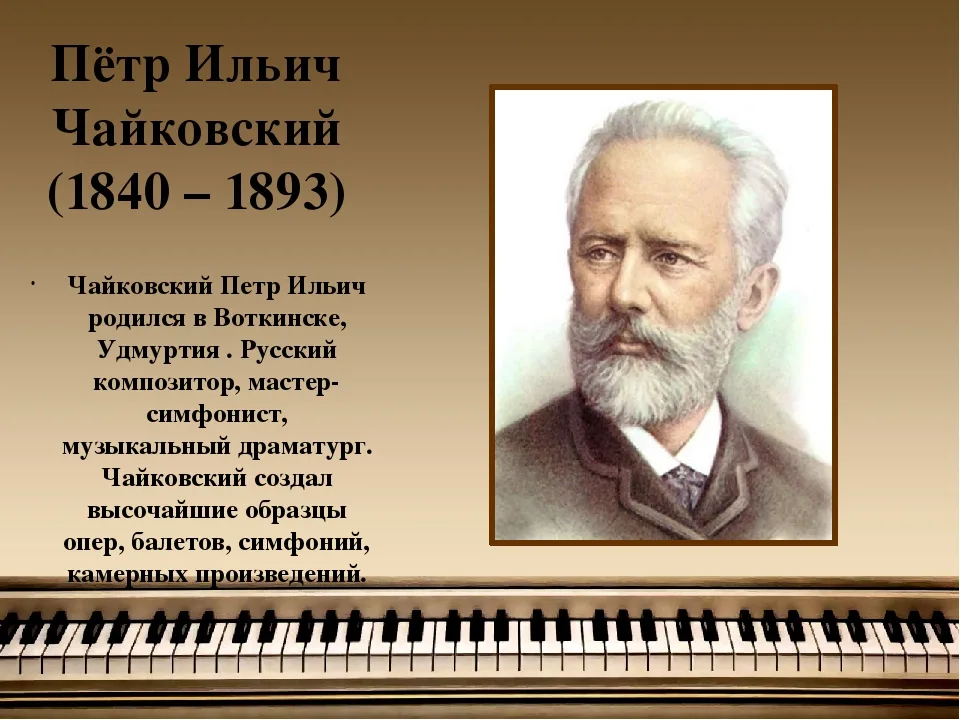 Пётр Ильич
Чайковский
(1840 – 1893)
• Чайковский Петр Ильич
родился в Воткинске,
Удмуртия . Русский
композитор, мастер-
симфонист,
музыкальный драматург.
Чайковский создал
высочайшие образцы
опер, балетов, симфоний,
камерных произведений.